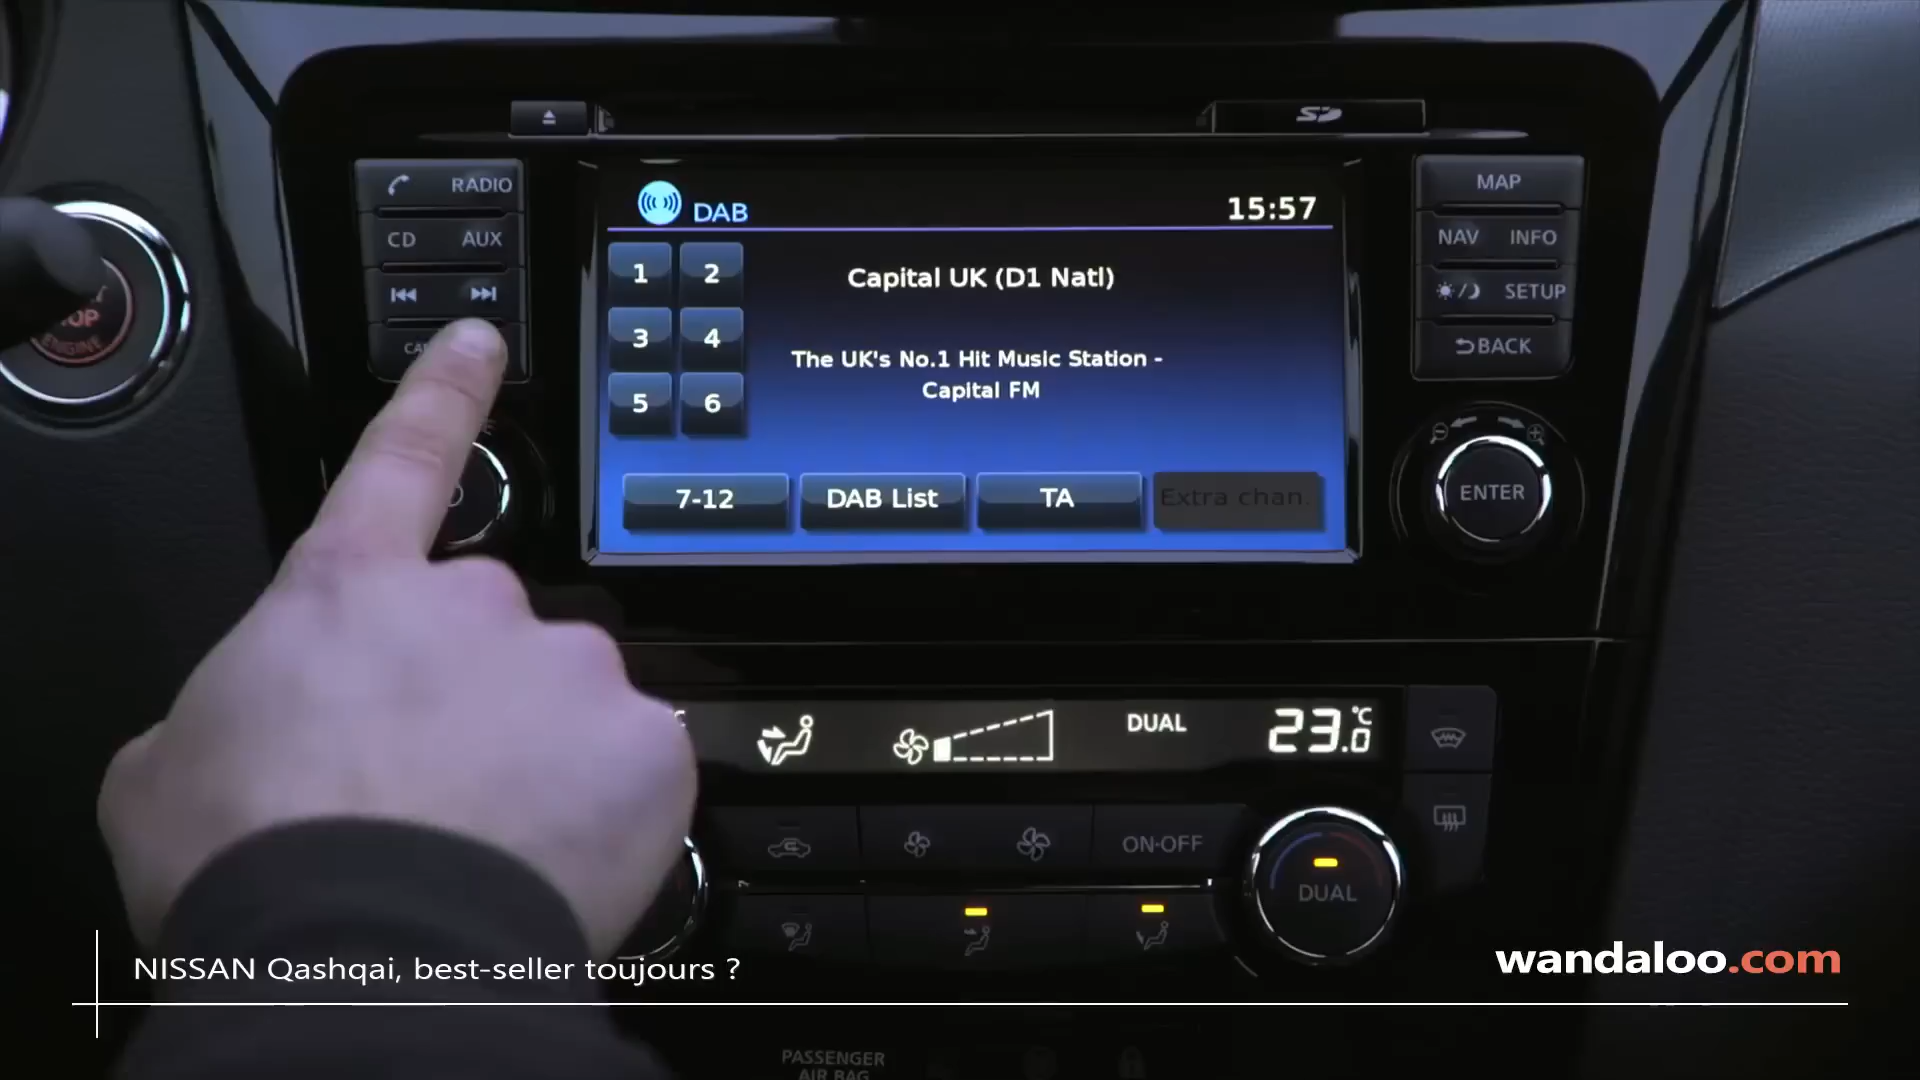 SD
RADIO
CD AUX
MAP
NAV INFO
SETUP
BACK
ENTER
DAB
15:57
1 2
3 4
5 6
Capital UK (D1 Natl)
The UK's No.1 Hit Music Station -
Capital FM
7-12 DAB List TA Extra chan.
ENGINE
DUAL
23.0 °C
ON·OFF
DUAL
NISSAN Qashqai, best-seller toujours ?
wandaloo.com
PASSENGER
AIR BAG